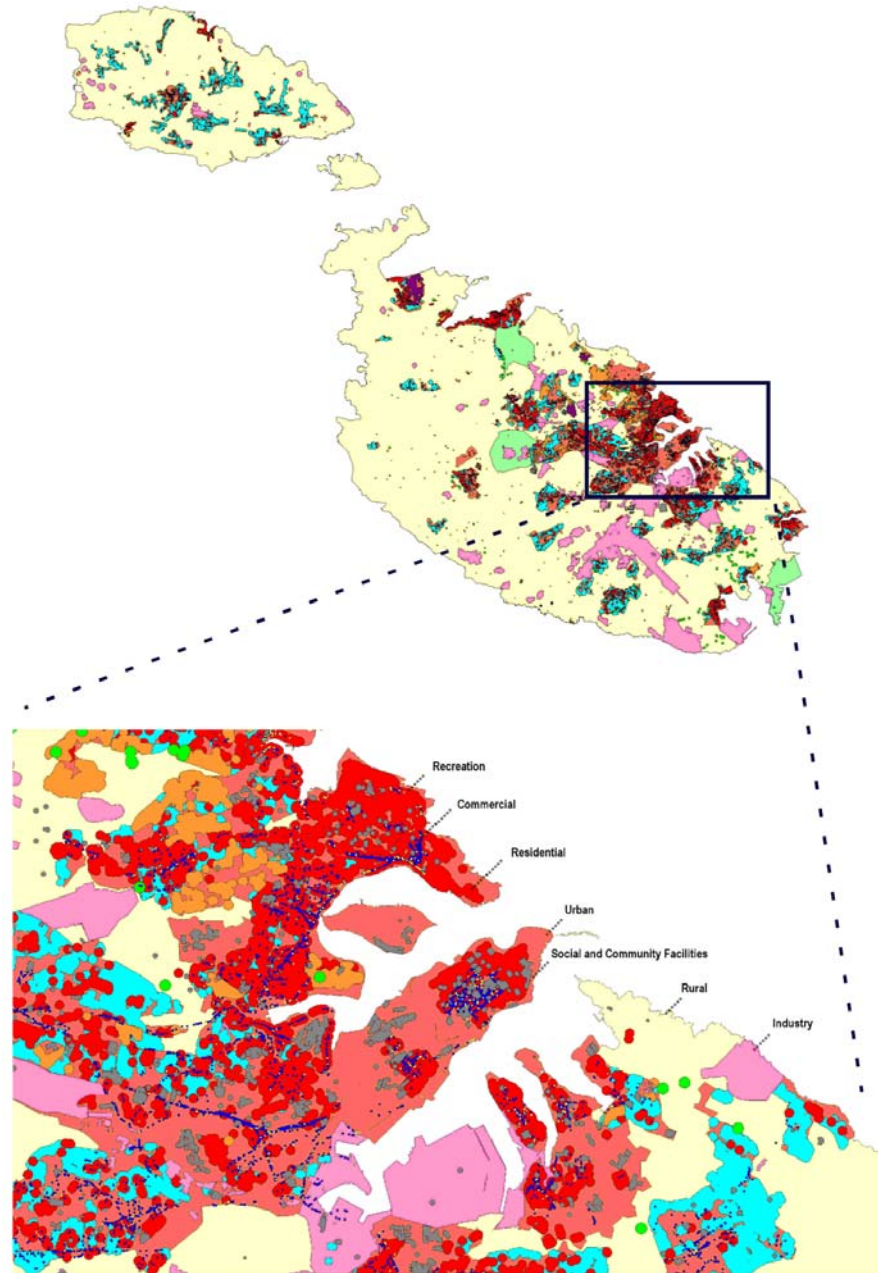 Recreation
Commercial
Residential
Urban
Social and Community Facilities
Rural
Industry